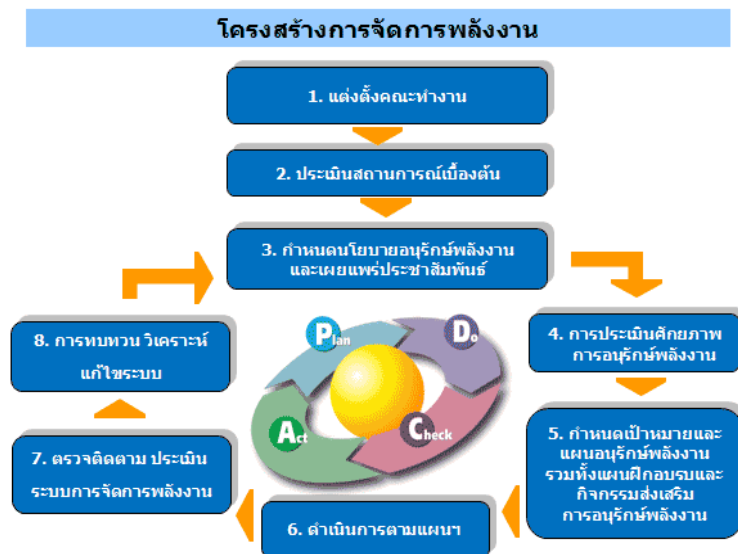 โครงสร้างการจัดการพลังงาน
1. แต่งตั้งคณะทำงาน
2. ประเมินสถานการณ์เบื้องต้น
3. กำหนดนโยบายอนุรักษ์พลังงาน
และเผยแพร่ประชาสัมพันธ์
4. การประเมินศักยภาพ
การอนุรักษ์พลังงาน
5. กำหนดเป้าหมายและ
แผนอนุรักษ์พลังงาน
รวมทั้งแผนฝึกอบรมและ
กิจกรรมส่งเสริม
การอนุรักษ์พลังงาน
6. ดำเนินการตามแผนฯ
7. ตรวจติดตาม ประเมิน
ระบบการจัดการพลังงาน
8. การทบทวน วิเคราะห์
แก้ไขระบบ
Plan
Do
Check
Act